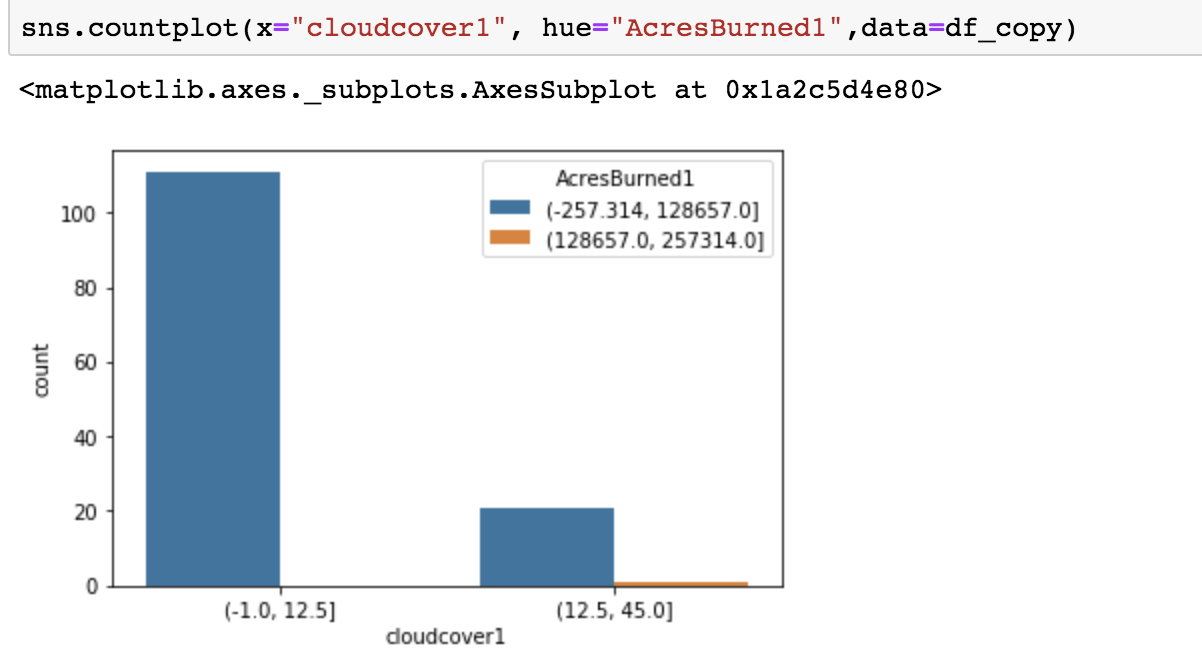 sns.countplot(x="cloudcover1", hue="AcresBurned1",data=df_copy)
<matplotlib.axes._subplots.AxesSubplot at 0x1a2c5d4e80>
AcresBurned1
(-257.314, 128657.0]
(128657.0, 257314.0]
100
80
60
40
20
0
count
(-1.0, 12.5]
(12.5, 45.0]
cloudcover1